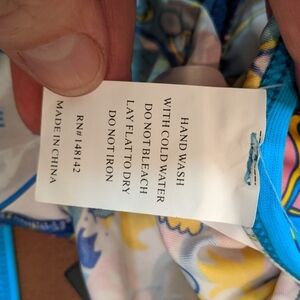 HAND WASH
WITH COLD WATER
DO NOT BLEACH
LAY FLAT TO DRY
DO NOT IRON
RN# 148142
MADE IN CHINA